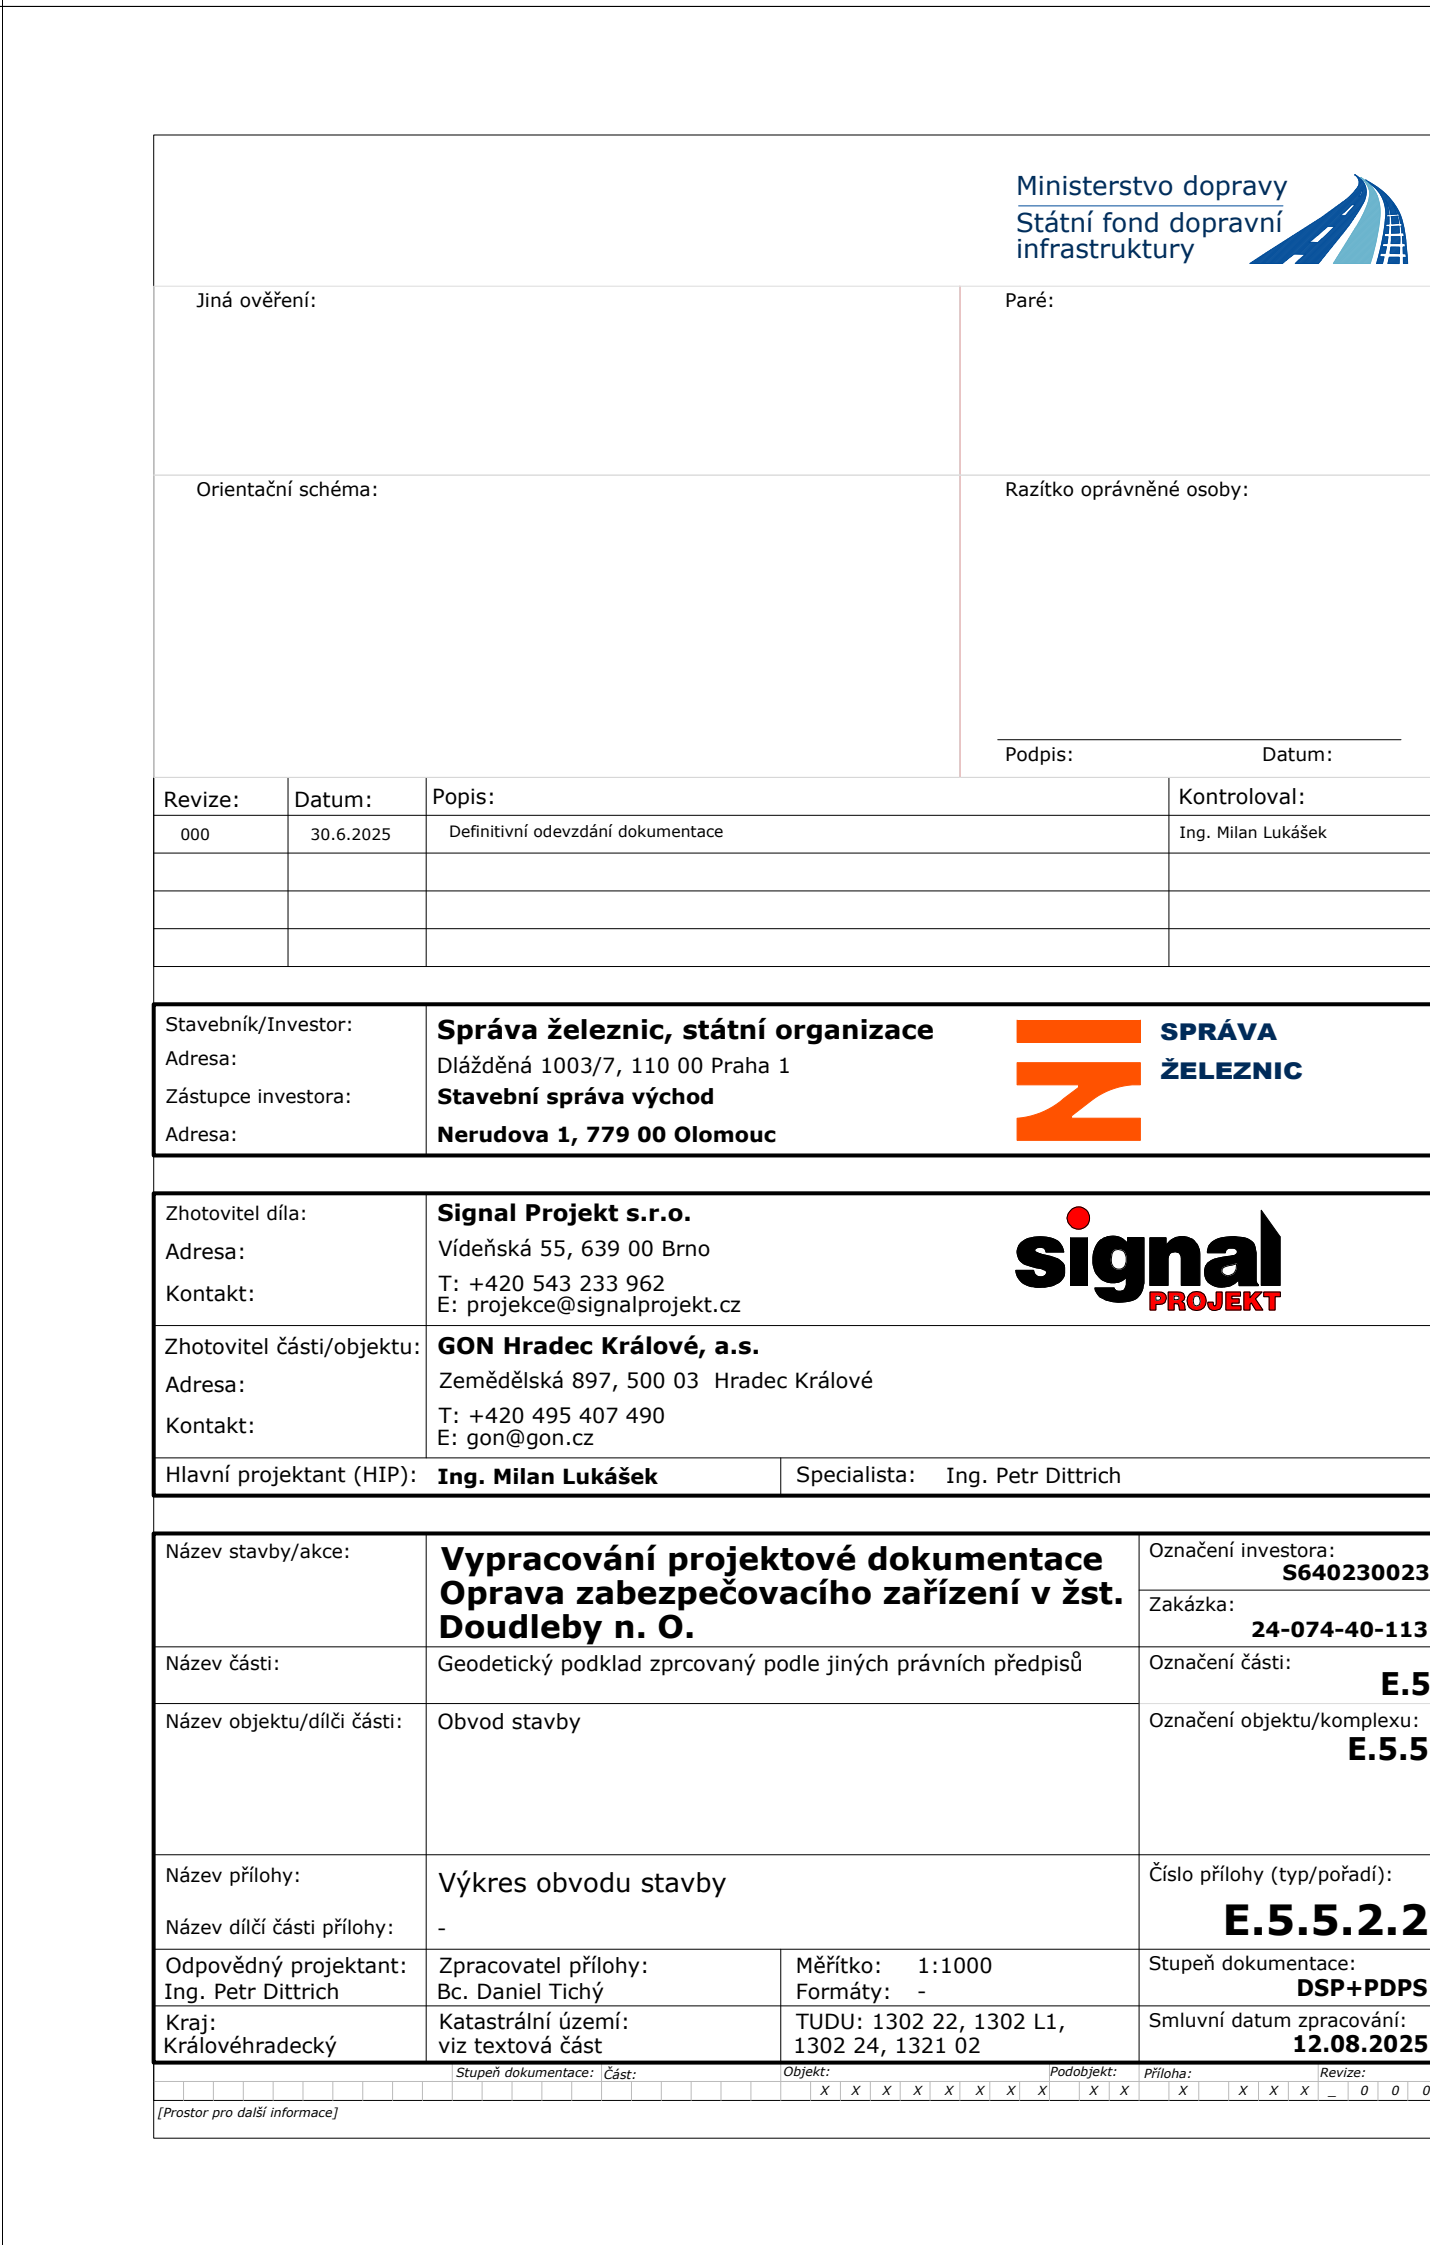 Ministerstvo dopravy
Státní fond dopravní
infrastruktury
Jiná ověření:
Paré:
Orientační schéma:
Razítko oprávněné osoby:
Podpis: Datum:
Revize: Datum: Popis: Kontroloval:
000 30.6.2025 Definitivní odevzdání dokumentace Ing. Milan Lukášek
Stavebník/Investor: Správa železnic, státní organizace
Adresa: Dlážděná 1003/7, 110 00 Praha 1
Zástupce investora: Stavební správa východ
Adresa: Nerudova 1, 779 00 Olomouc
SPRÁVA
ŽELEZNIC
Zhotovitel díla: Signal Projekt s.r.o.
Adresa: Vídeňská 55, 639 00 Brno
Kontakt: T: +420 543 233 962
E: projekce@signalprojekt.cz
signal
PROJEKT
Zhotovitel části/objektu: GON Hradec Králové, a.s.
Adresa: Zemědělská 897, 500 03 Hradec Králové
Kontakt: T: +420 495 407 490
E: gon@gon.cz
Hlavní projektant (HIP): Ing. Milan Lukášek Specialista: Ing. Petr Dittrich
Název stavby/akce: Vypracování projektové dokumentace
Oprava zabezpečovacího zařízení v žst.
Doudleby n. O.
Označení investora:
S640230023
Zakázka:
24-074-40-113
Název části: Geodetický podklad zprcovaný podle jiných právních předpisů
Označení části:
E.5
Název objektu/dílči části: Obvod stavby
Označení objektu/komplexu:
E.5.5
Název přílohy: Výkres obvodu stavby
Číslo přílohy (typ/pořadí):
E.5.5.2.2
Název dílčí části přílohy: -
Odpovědný projektant:
Ing. Petr Dittrich
Zpracovatel přílohy:
Bc. Daniel Tichý
Měřítko: 1:1000
Formáty: -
Stupeň dokumentace:
DSP+PDPS
Kraj:
Královéhradecký
Katastrální území:
viz textová část
TUDU: 1302 22, 1302 L1,
1302 24, 1321 02
Smluvní datum zpracování:
12.08.2025
Stupeň dokumentace: Část: Objekt: Podobjekt: Příloha: Revize:
X X X X X X X X X X X X X X _ 0 0 0
[Prostor pro další informace]